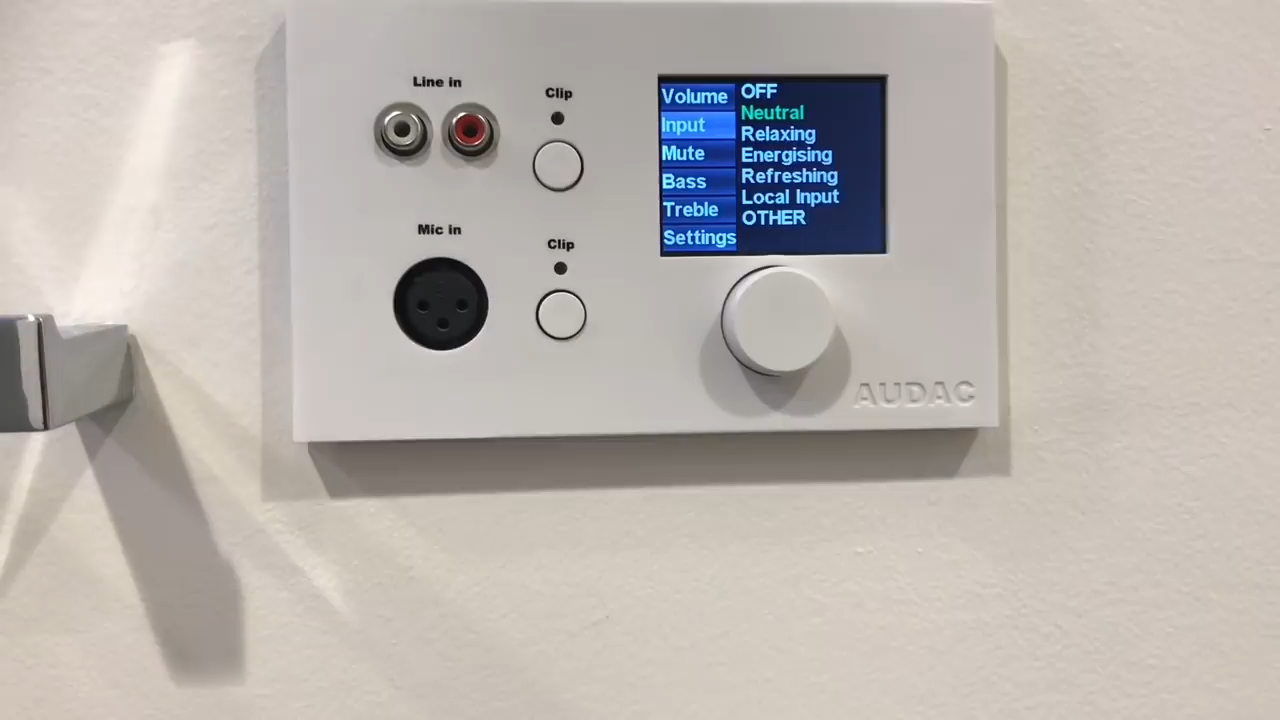 Line in
Clip
Mic in
Clip
Volume
Input
Mute
Bass
Treble
Settings
OFF
Neutral
Relaxing
Energising
Refreshing
Local Input
OTHER
AUDAC